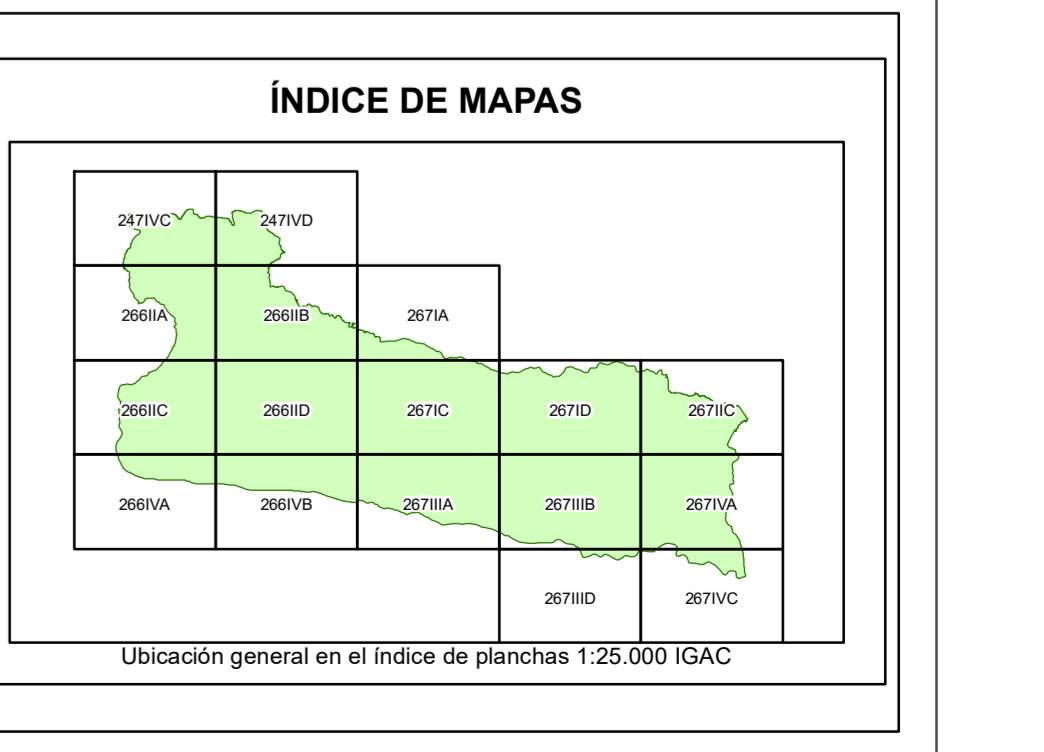 ÍNDICE DE MAPAS
247IVC 247IVD
266IIA 266IIB 267IA
266IIC 266IID 267IC 267ID 267IIC
266IVA 266IVB 267IIIA 267IIIB 267IVA
267IIID 267IVC
Ubicación general en el índice de planchas 1:25.000 IGAC